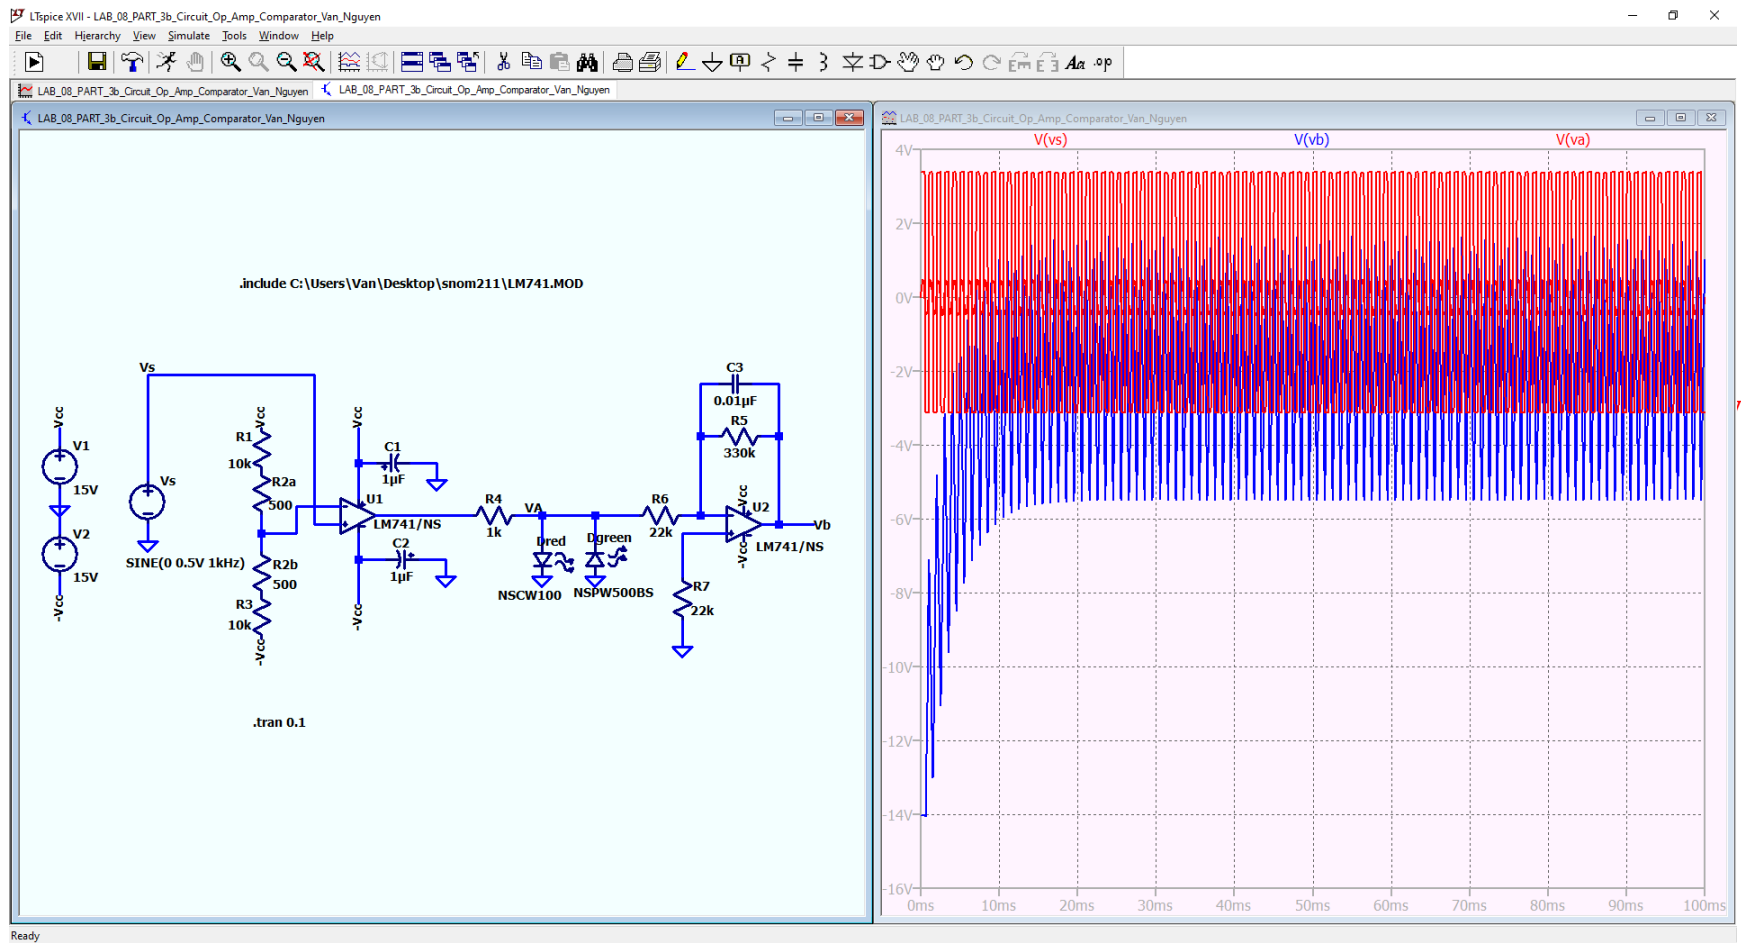 LTspice XVII - LAB_08_PART_3b_Circuit_Op_Amp_Comparator_Van_Nguyen
File Edit Hierarchy View Simulate Tools Window Help
LAB_08_PART_3b_Circuit_Op_Amp_Comparator_Van_Nguyen LAB_08_PART_3b_Circuit_Op_Amp_Comparator_Van_Nguyen
LAB_08_PART_3b_Circuit_Op_Amp_Comparator_Van_Nguyen
.include C:\Users\Van\Desktop\snom211\LM741.MOD
Vs
Vcc
V1
15V
V2
15V
-Vcc
Vs
SINE(0 0.5V 1kHz)
Vcc
R1
10k
R2a
500
R2b
500
R3
10k
-Vcc
Vcc
C1
1µF
U1
LM741/NS
C2
1µF
-Vcc
R4
1k
VA
Dred
NSCW100
Dgreen
NSPW500BS
R6
22k
C3
0.01µF
R5
330k
Vcc
U2
LM741/NS
-Vcc
Vb
R7
22k
.tran 0.1
LAB_08_PART_3b_Circuit_Op_Amp_Comparator_Van_Nguyen
V(vs) V(vb) V(va)
4V
2V
0V
-2V
-4V
-6V
-8V
-10V
-12V
-14V
-16V
0ms 10ms 20ms 30ms 40ms 50ms 60ms 70ms 80ms 90ms 100ms
Ready